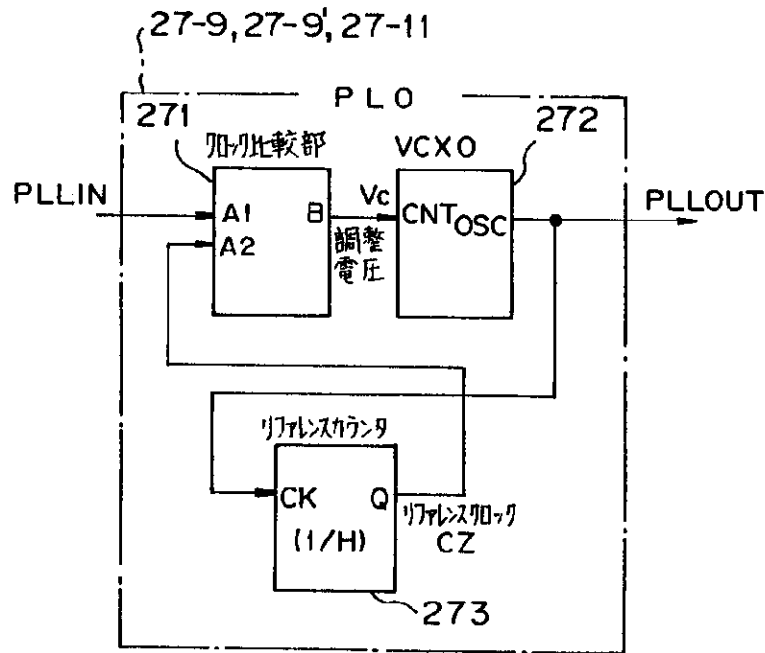 27-9, 27-9', 27-11
PLO
271
クロック比較部
VCXO
272
PLLIN
A1
B
Vc
CNT
OSC
PLLOUT
A2
調整
電圧
リファレンスカウンタ
CK
Q
(1/H)
リファレンスクロック
CZ
273